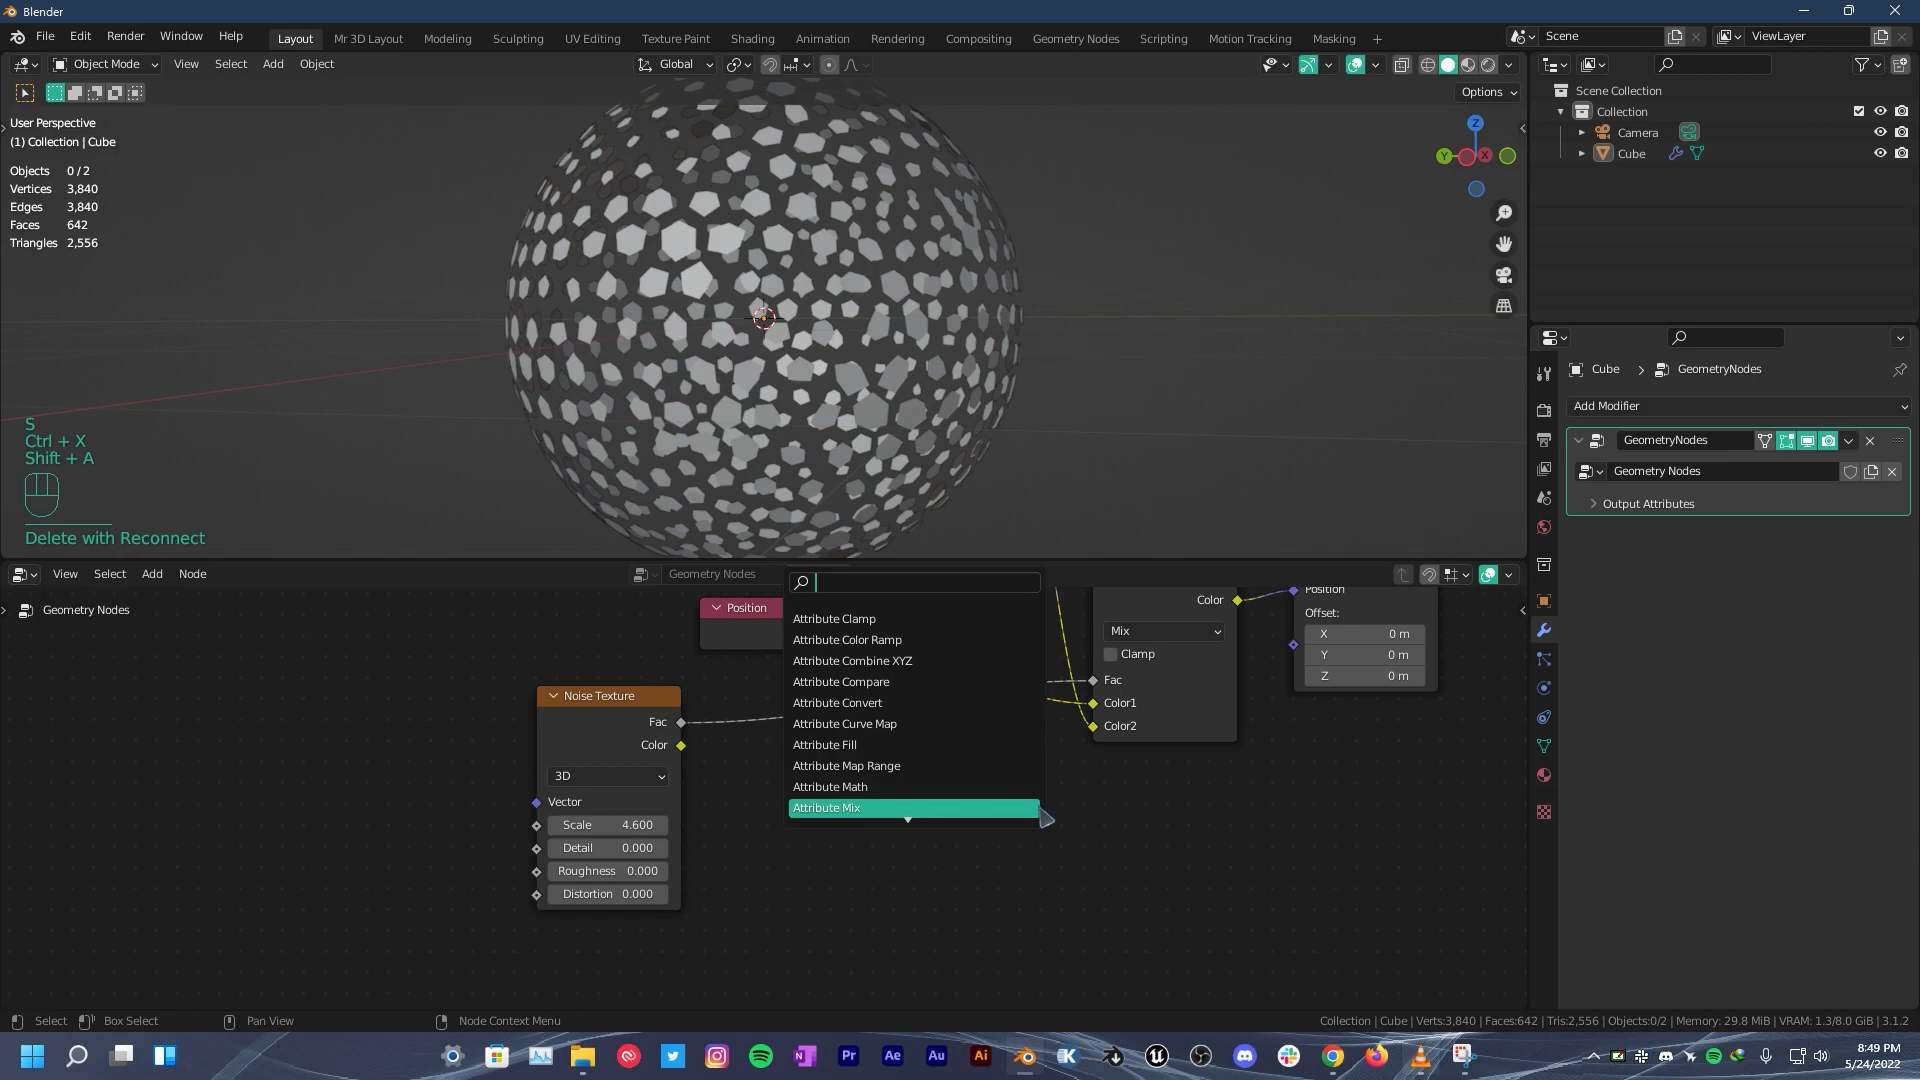 Blender
File Edit Render Window Help Layout Mr 3D Layout Modeling Sculpting UV Editing Texture Paint Shading Animation Rendering Compositing Geometry Nodes Scripting Motion Tracking Masking + Scene ViewLayer
Object Mode View Select Add Object Global
Options
User Perspective
(1) Collection | Cube
Objects 0 / 2
Vertices 3,840
Edges 3,840
Faces 642
Triangles 2,556
Z
Y X
S
Ctrl + X
Shift + A
Delete with Reconnect
Scene Collection
Collection
Camera
Cube
Cube > GeometryNodes
Add Modifier
GeometryNodes
Geometry Nodes
Output Attributes
View Select Add Node Geometry Nodes
Geometry Nodes
Position
Noise Texture
Fac
Color
3D
Vector
Scale 4.600
Detail 0.000
Roughness 0.000
Distortion 0.000
Attribute Clamp
Attribute Color Ramp
Attribute Combine XYZ
Attribute Compare
Attribute Convert
Attribute Curve Map
Attribute Fill
Attribute Map Range
Attribute Math
Attribute Mix
Color
Mix
Clamp
Fac
Color1
Color2
Position
Offset:
X 0 m
Y 0 m
Z 0 m
Select Box Select Pan View Node Context Menu
Collection | Cube | Verts:3,840 | Faces:642 | Tris:2,556 | Objects:0/2 | Memory: 29.8 MiB | VRAM: 1.3/8.0 GiB | 3.1.2
N Pr Ae Au Ai K
8:49 PM
5/24/2022